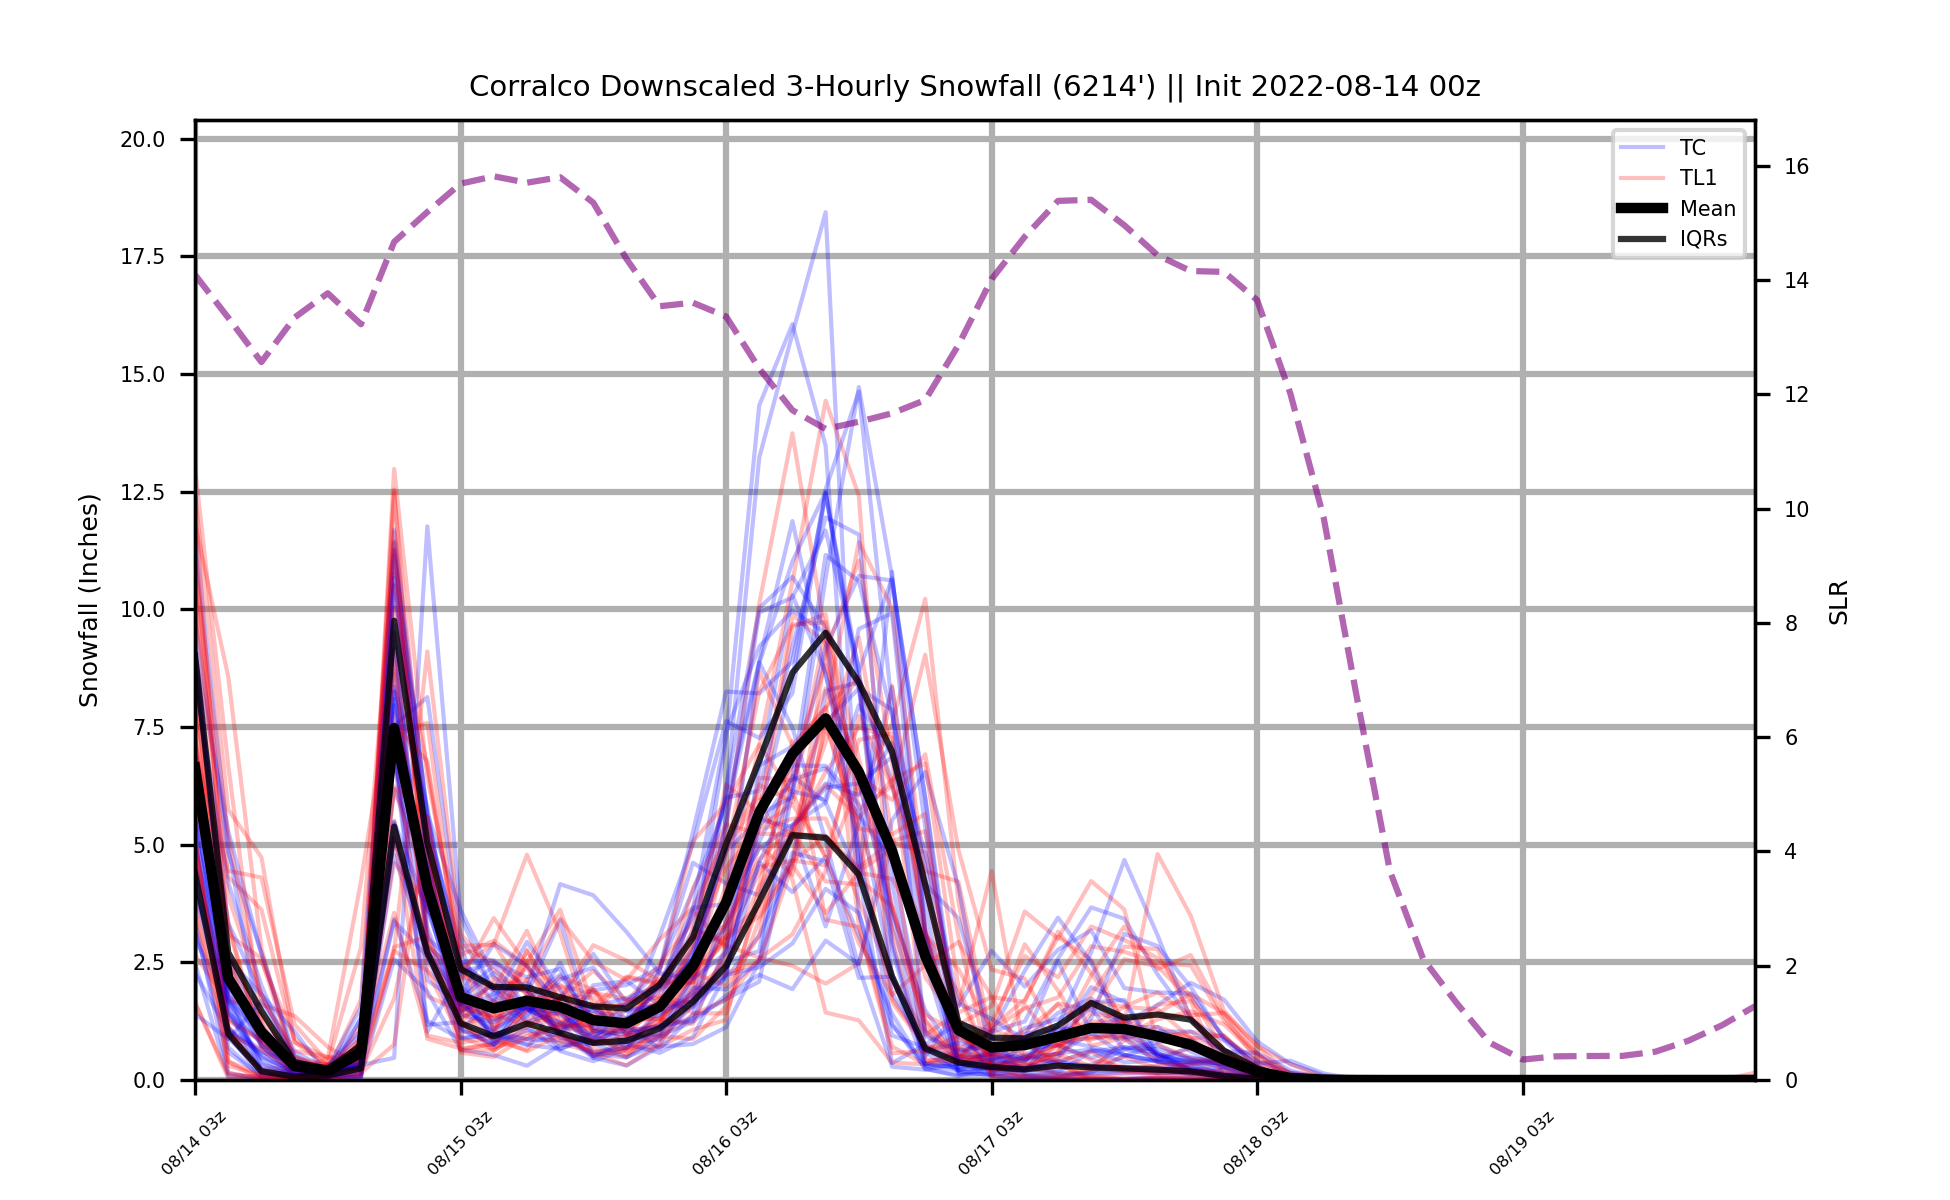 Corralco Downscaled 3-Hourly Snowfall (6214') || Init 2022-08-14 00z
Snowfall (Inches)
20.0
17.5
15.0
12.5
10.0
7.5
5.0
2.5
0.0
TC
TL1
Mean
IQRs
16
14
12
10
8
6
4
2
0
SLR
08/14 03z
08/15 03z
08/16 03z
08/17 03z
08/18 03z
08/19 03z